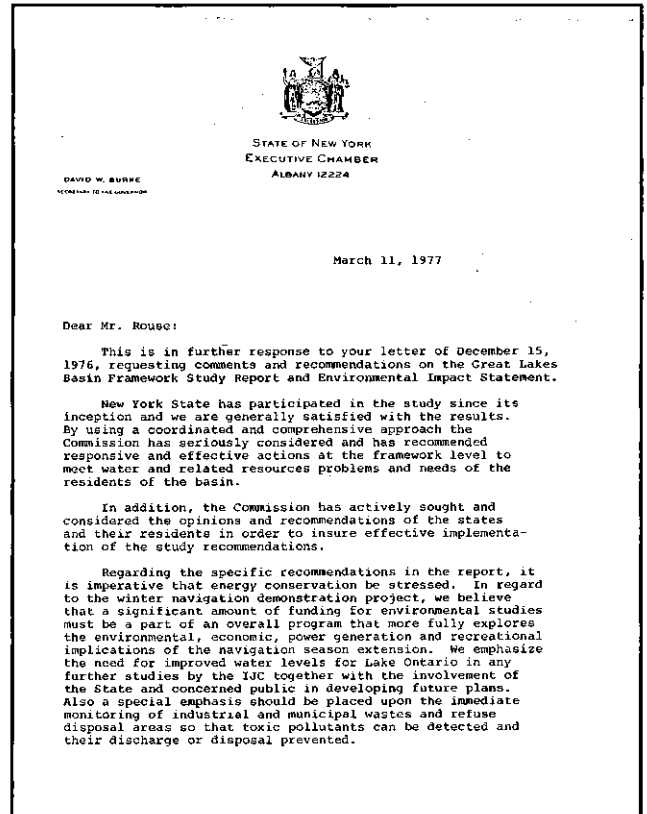 STATE OF NEW YORK
EXECUTIVE CHAMBER
ALBANY 12224
DAVID W. BURKE
SECRETARY TO THE GOVERNOR
March 11, 1977
Dear Mr. Rouse:
This is in further response to your letter of December 15,
1976, requesting comments and recommendations on the Great Lakes
Basin Framework Study Report and Environmental Impact Statement.
New York State has participated in the study since its
inception and we are generally satisfied with the results.
By using a coordinated and comprehensive approach the
Commission has seriously considered and has recommended
responsive and effective actions at the framework level to
meet water and related resources problems and needs of the
residents of the basin.
In addition, the Commission has actively sought and
considered the opinions and recommendations of the states
and their residents in order to insure effective implementa-
tion of the study recommendations.
Regarding the specific recommendations in the report, it
is imperative that energy conservation be stressed. In regard
to the winter navigation demonstration project, we believe
that a significant amount of funding for environmental studies
must be a part of an overall program that more fully explores
the environmental, economic, power generation and recreational
implications of the navigation season extension. We emphasize
the need for improved water levels for Lake Ontario in any
further studies by the IJC together with the involvement of
the State and concerned public in developing future plans.
Also a special emphasis should be placed upon the immediate
monitoring of industrial and municipal wastes and refuse
disposal areas so that toxic pollutants can be detected and
their discharge or disposal prevented.